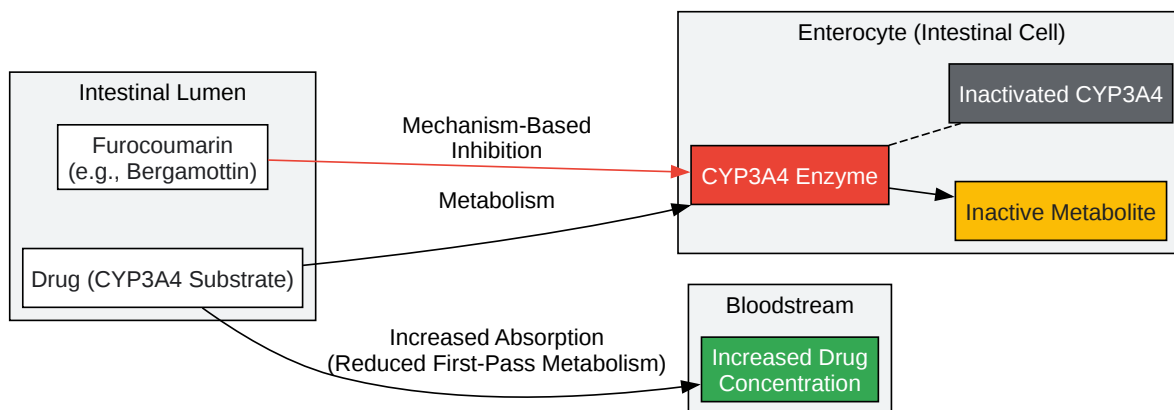 Intestinal Lumen
Furocoumarin
(e.g., Bergamottin)
Drug (CYP3A4 Substrate)
Mechanism-Based
Inhibition
Metabolism
Increased Absorption
(Reduced First-Pass Metabolism)
Enterocyte (Intestinal Cell)
Inactivated CYP3A4
CYP3A4 Enzyme
Inactive Metabolite
Bloodstream
Increased Drug
Concentration